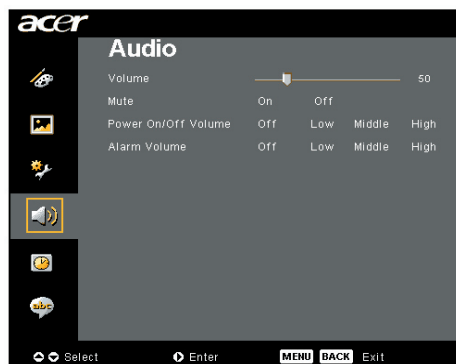 acer
Audio
Volume 50
Mute On Off
Power On/Off Volume Off Low Middle High
Alarm Volume Off Low Middle High
abc
Select Enter MENU BACK Exit